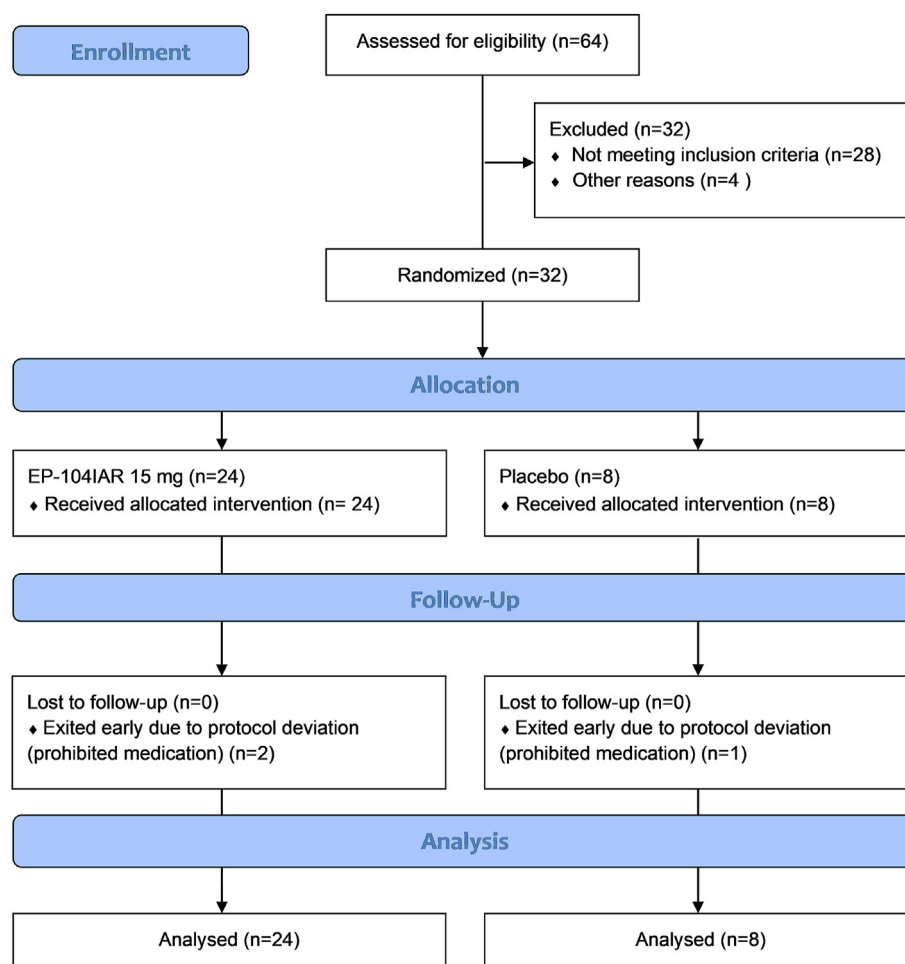 Enrollment
Assessed for eligibility (n=64)
Excluded (n=32)
♦ Not meeting inclusion criteria (n=28)
♦ Other reasons (n=4 )
Randomized (n=32)
Allocation
EP-104IAR 15 mg (n=24)
♦ Received allocated intervention (n= 24)
Placebo (n=8)
♦ Received allocated intervention (n=8)
Follow-Up
Lost to follow-up (n=0)
♦ Exited early due to protocol deviation
(prohibited medication) (n=2)
Lost to follow-up (n=0)
♦ Exited early due to protocol deviation
(prohibited medication) (n=1)
Analysis
Analysed (n=24)
Analysed (n=8)